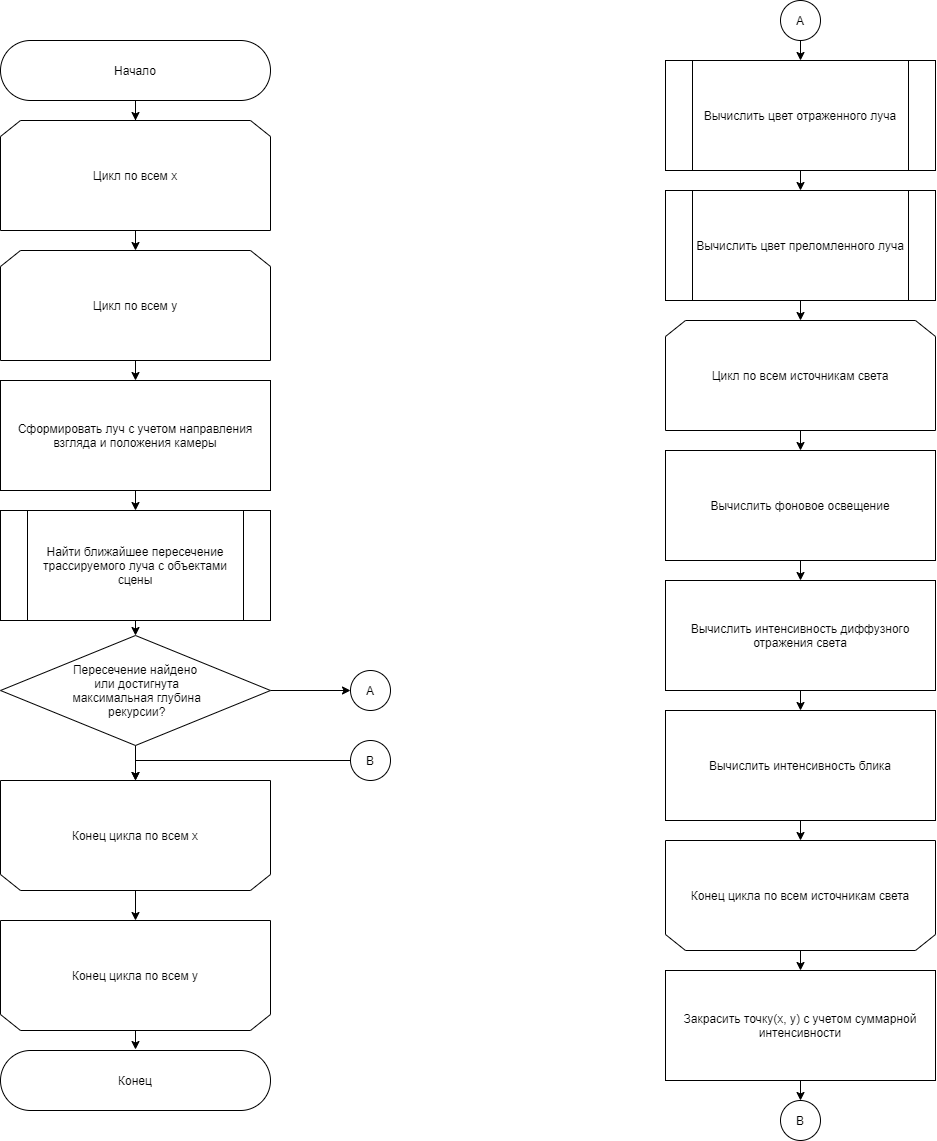 Начало
Цикл по всем x
Цикл по всем y
Сформировать луч с учетом направления
взгляда и положения камеры
Найти ближайшее пересечение
трассируемого луча с объектами
сцены
Пересечение найдено
или достигнута
максимальная глубина
рекурсии?
A
B
Конец цикла по всем x
Конец цикла по всем y
Конец
A
Вычислить цвет отраженного луча
Вычислить цвет преломленного луча
Цикл по всем источникам света
Вычислить фоновое освещение
Вычислить интенсивность диффузного
отражения света
Вычислить интенсивность блика
Конец цикла по всем источникам света
Закрасить точку(x, y) с учетом суммарной
интенсивности
B